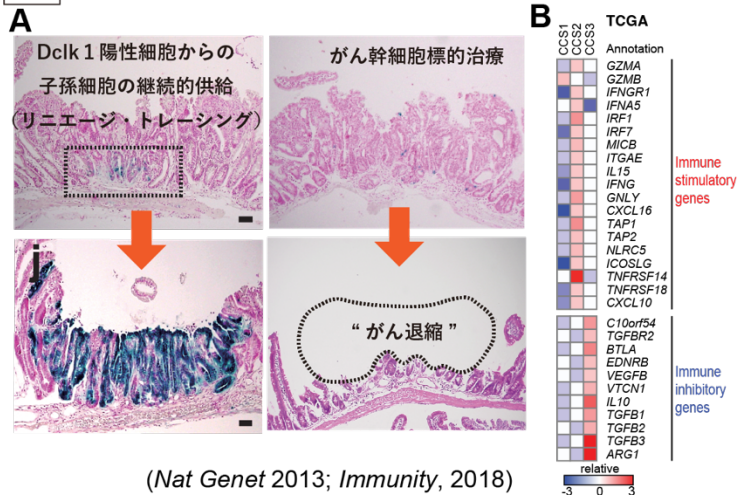 A
Dclk 1 陽性細胞からの
子孫細胞の継続的供給
(リニエージ・トレーシング)
j
がん幹細胞標的治療
“ がん退縮 ”
B
TCGA
CCS1
CCS2
CCS3
Annotation
GZMA
GZMB
IFNGR1
IFNA5
IRF1
IRF7
MICB
ITGAE
IL15
IFNG
GNLY
CXCL16
TAP1
TAP2
NLRC5
ICOSLG
TNFRSF14
TNFRSF18
CXCL10
Immune
stimulatory
genes
C10orf54
TGFBR2
BTLA
EDNRB
VEGFB
VTCN1
IL10
TGFB1
TGFB2
TGFB3
ARG1
Immune
inhibitory
genes
relative
-3 0 3
(Nat Genet 2013; Immunity, 2018)